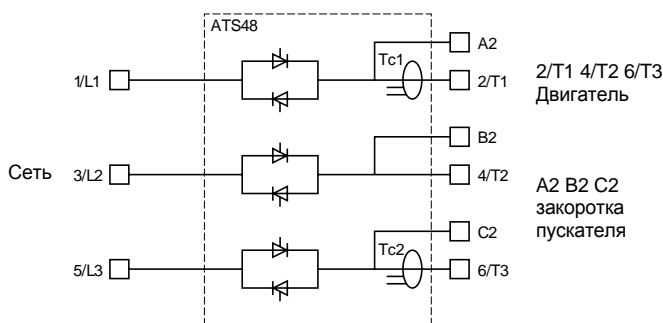 ATS48
A2
Tc1
1/L1
2/T1
2/T1 4/T2 6/T3
Двигатель
B2
Сеть
3/L2
4/T2
A2 B2 C2
закоротка
пускателя
C2
Tc2
5/L3
6/T3